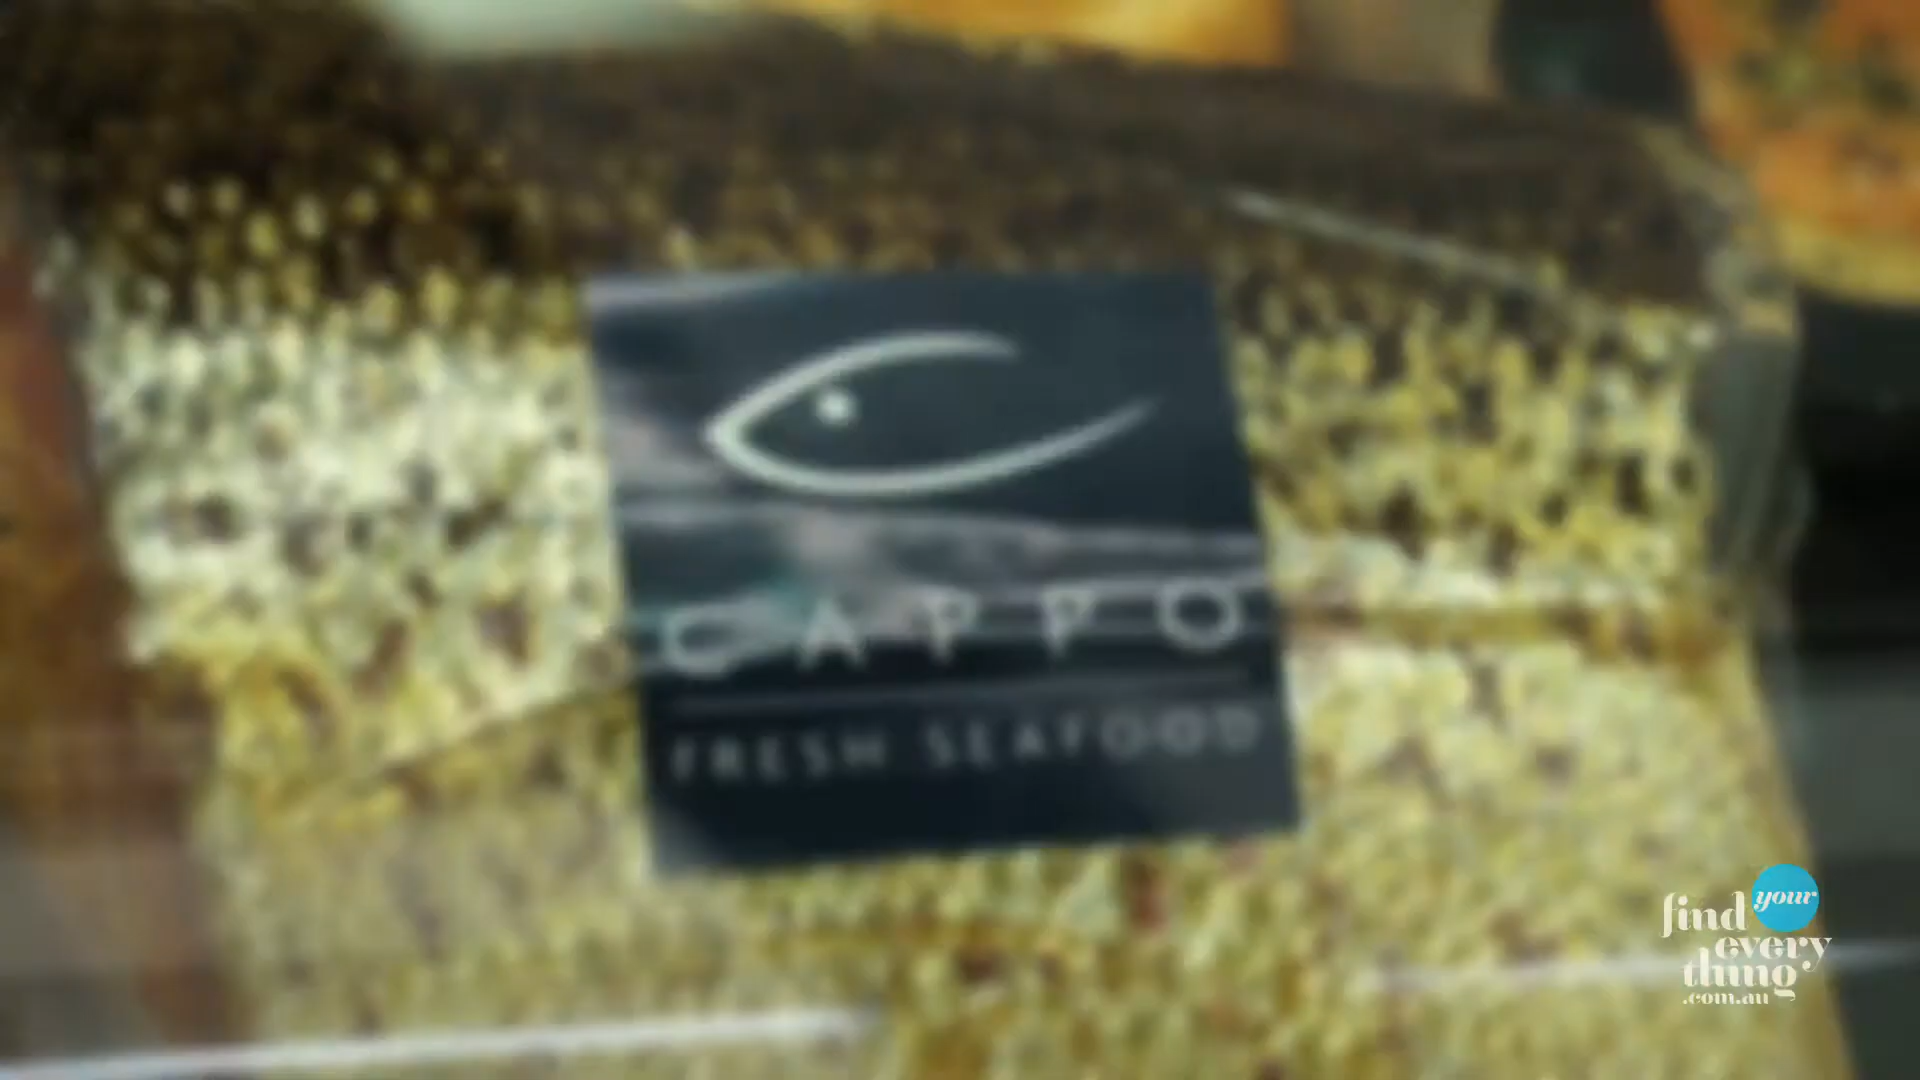 CAPPO
FRESH SEAFOOD
find your
every
thing
.com.au